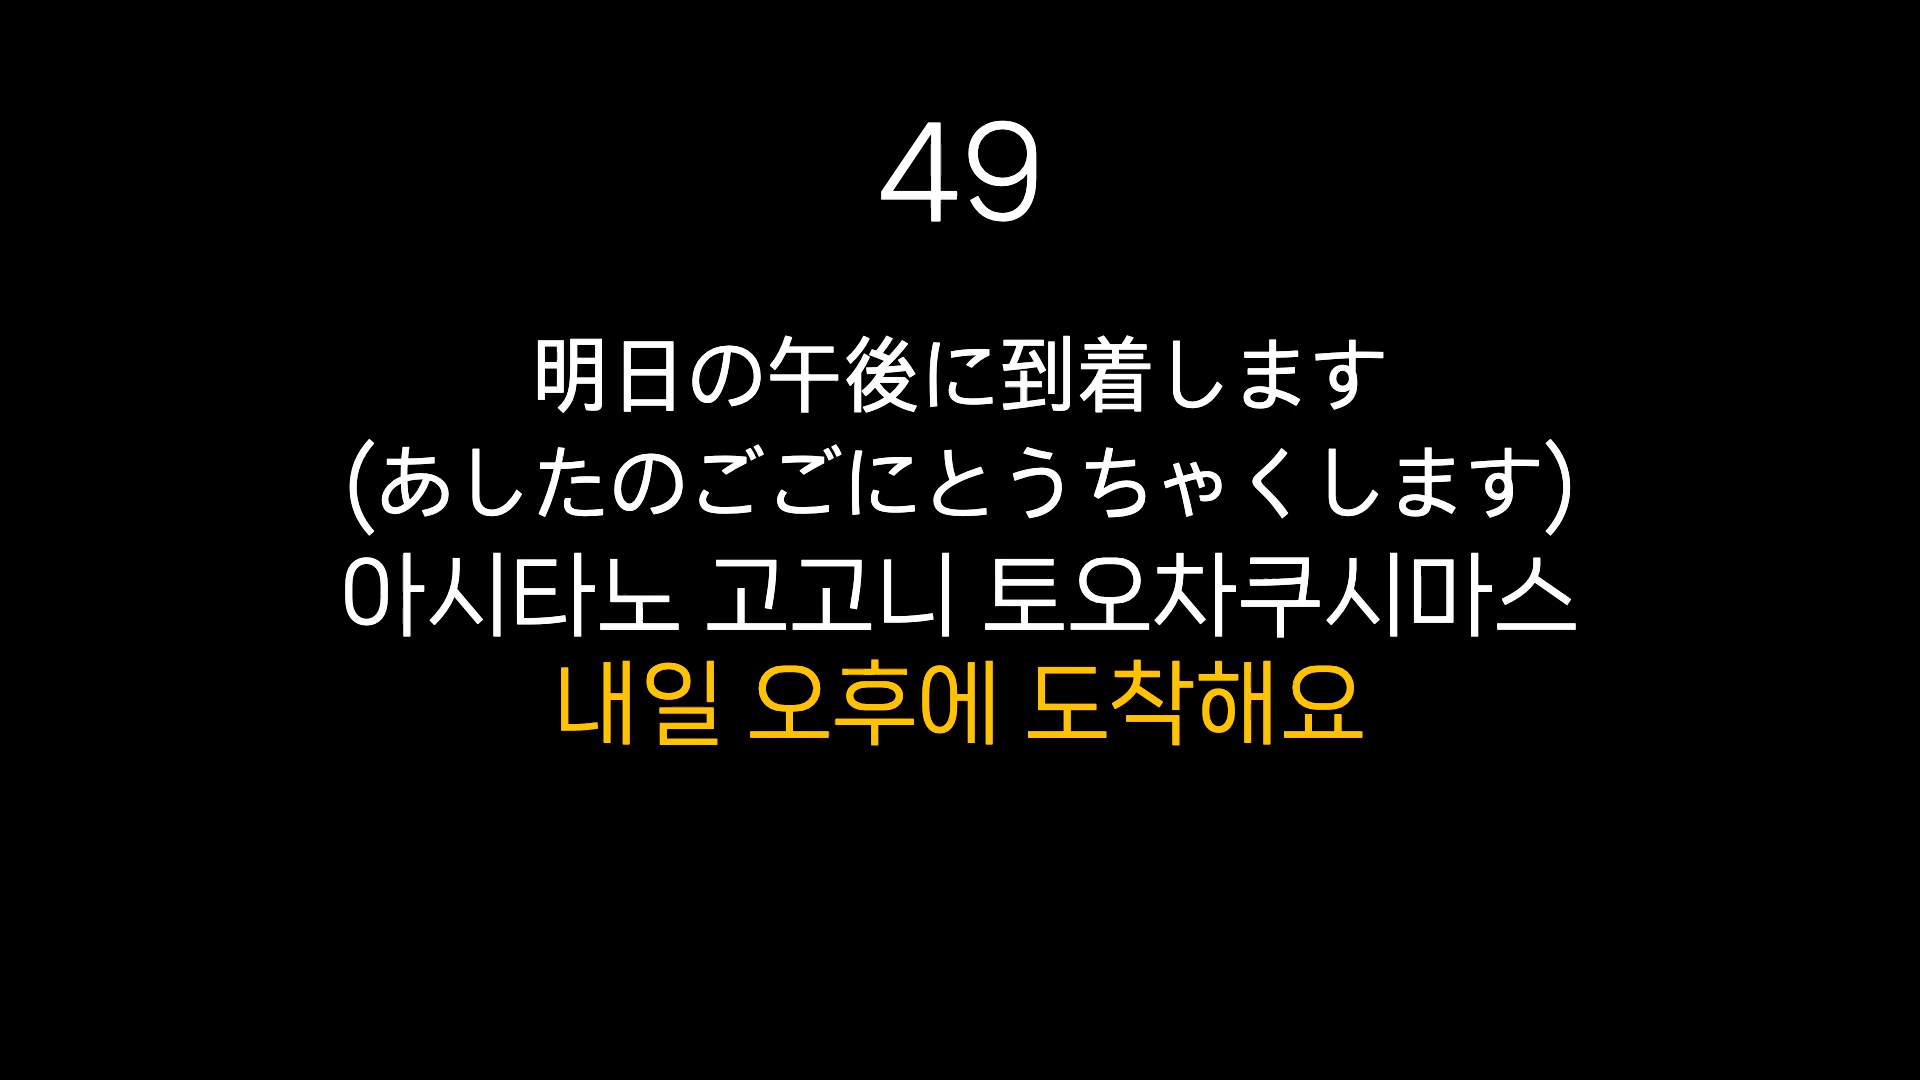 49
明日の午後に到着します
(あしたのごごにとうちゃくします)
아시타노 고고니 토오차쿠시마스
내일 오후에 도착해요